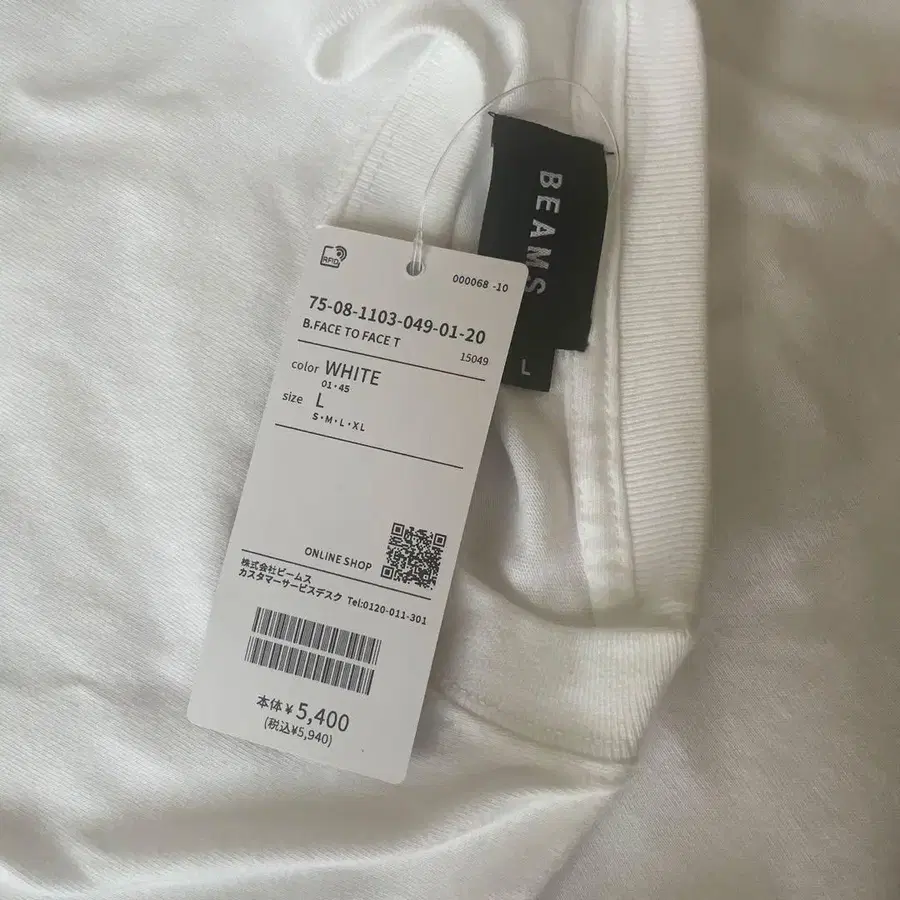 BEAMS
L
RFID
000068 -10
75-08-1103-049-01-20
B.FACE TO FACE T
15049
color WHITE
01・45
size L
S・M・L・XL
ONLINE SHOP
株式会社ビームス
カスタマーサービスデスク Tel:0120-011-301
本体¥5,400
(税込¥5,940)